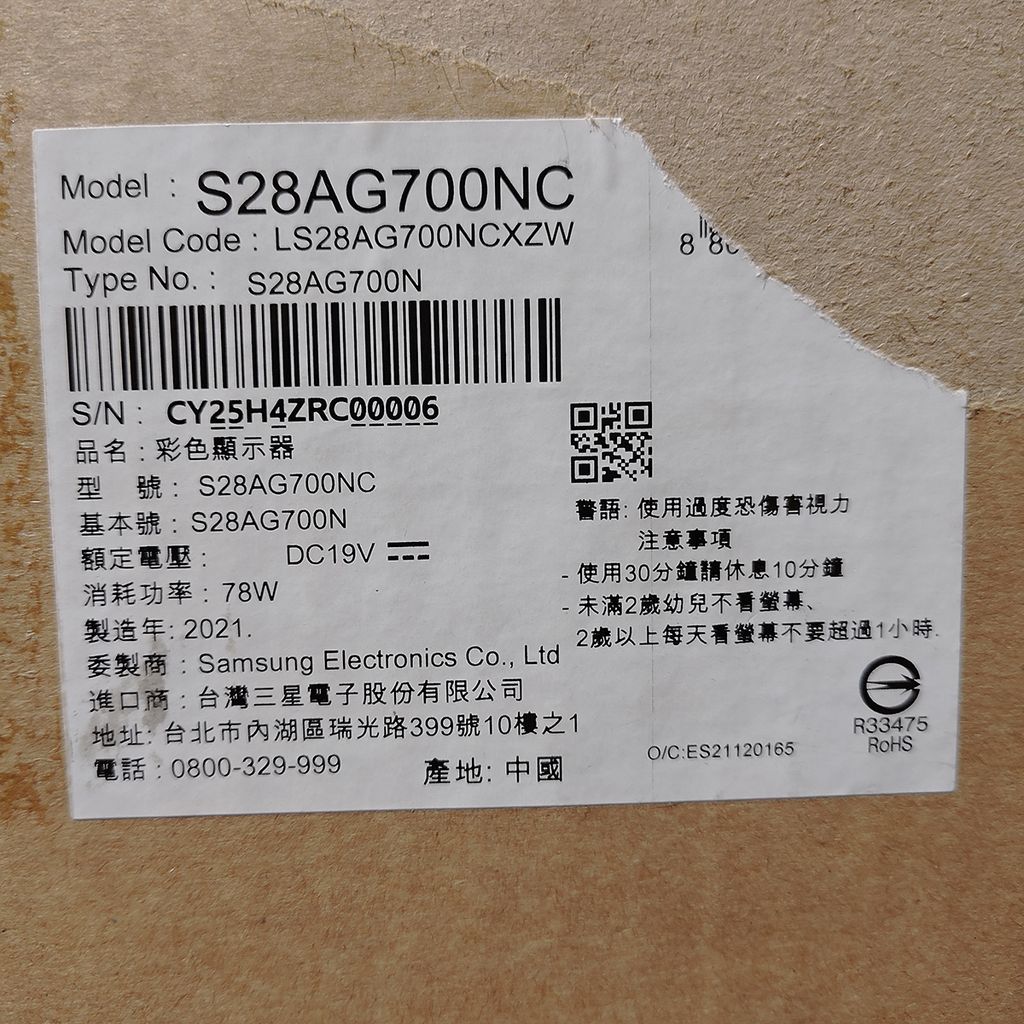 Model : S28AG700NC
Model Code : LS28AG700NCXZW
Type No. : S28AG700N
S/N : CY25H4ZRC00006
品名 : 彩色顯示器
型 號 : S28AG700NC
基本號 : S28AG700N
額定電壓 : DC19V
消耗功率 : 78W
製造年: 2021.
委製商 : Samsung Electronics Co., Ltd
進口商 : 台灣三星電子股份有限公司
地址: 台北市內湖區瑞光路399號10樓之1
電話 : 0800-329-999
產地: 中國
8 88
警語: 使用過度恐傷害視力
注意事項
- 使用30分鐘請休息10分鐘
- 未滿2歲幼兒不看螢幕、
2歲以上每天看螢幕不要超過1小時.
R33475
RoHS
O/C:ES21120165